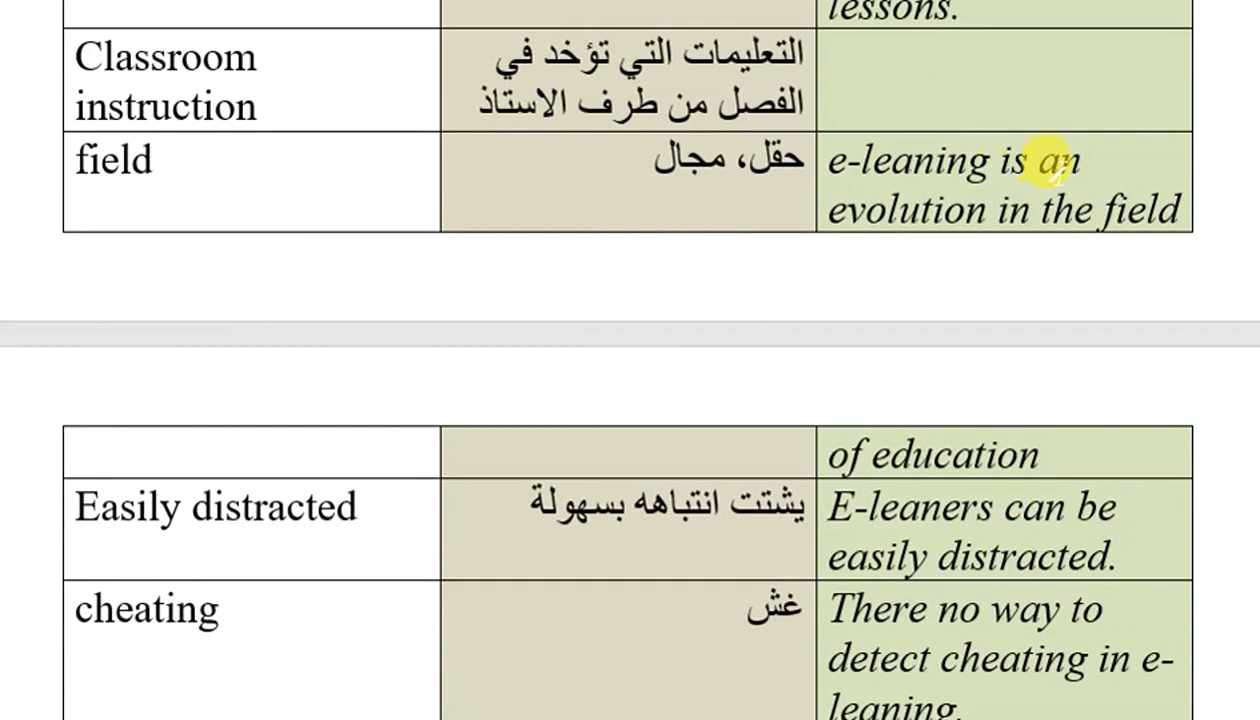 lessons.
Classroom
instruction
التعليمات التي تؤخد في
الفصل من طرف الاستاذ
field
حقل، مجال
e-leaning is an
evolution in the field
of education
Easily distracted
يشتت انتباهه بسهولة
E-leaners can be
easily distracted.
cheating
غش
There no way to
detect cheating in e-
leaning.